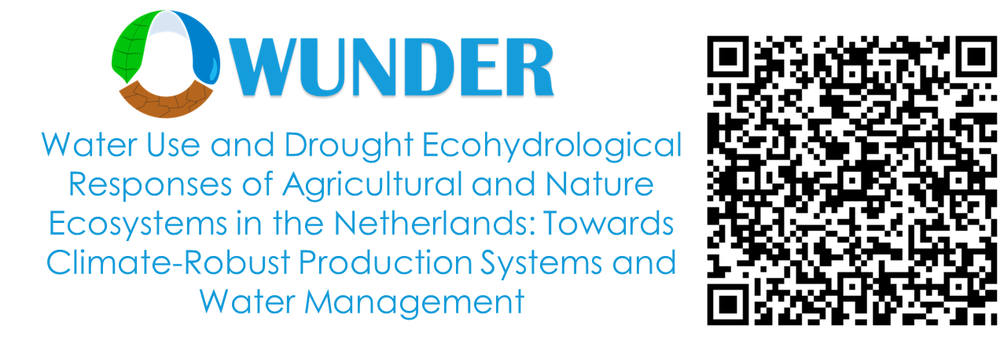 WUNDER
Water Use and Drought Ecohydrological
Responses of Agricultural and Nature
Ecosystems in the Netherlands: Towards
Climate-Robust Production Systems and
Water Management